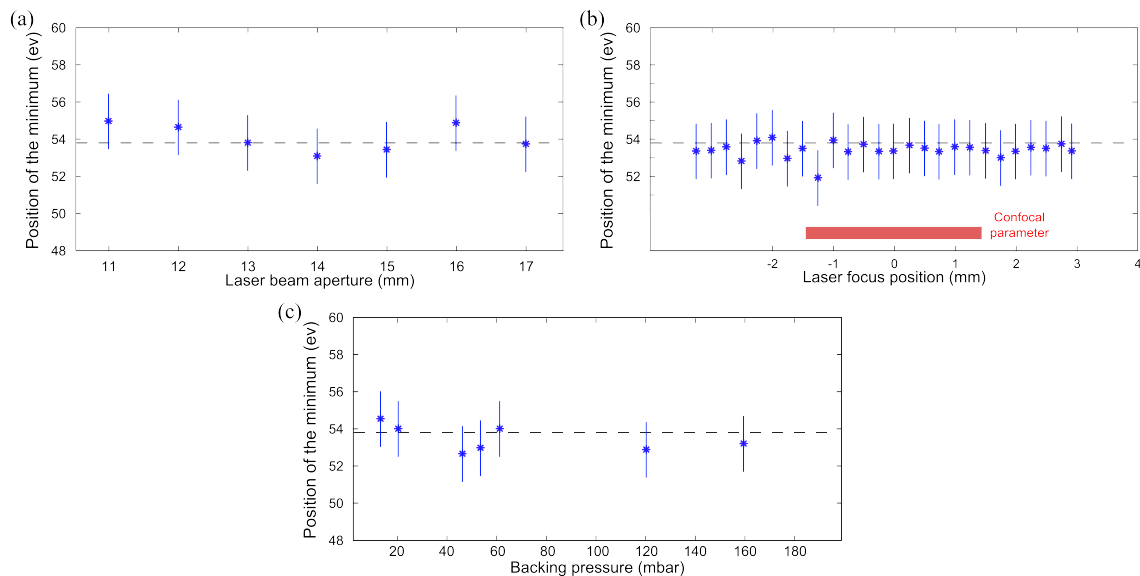 (a)
Position of the minimum (ev)
60
58
56
54
52
50
48
11 12 13 14 15 16 17
Laser beam aperture (mm)
(b)
Position of the minimum (ev)
60
58
56
55
54
52
50
48
Confocal
parameter
-2 -1 0 1 2 3 4
Laser focus position (mm)
(c)
Position of the minimum (ev)
60
58
56
54
52
50
48
20 40 60 80 100 120 140 160 180
Backing pressure (mbar)